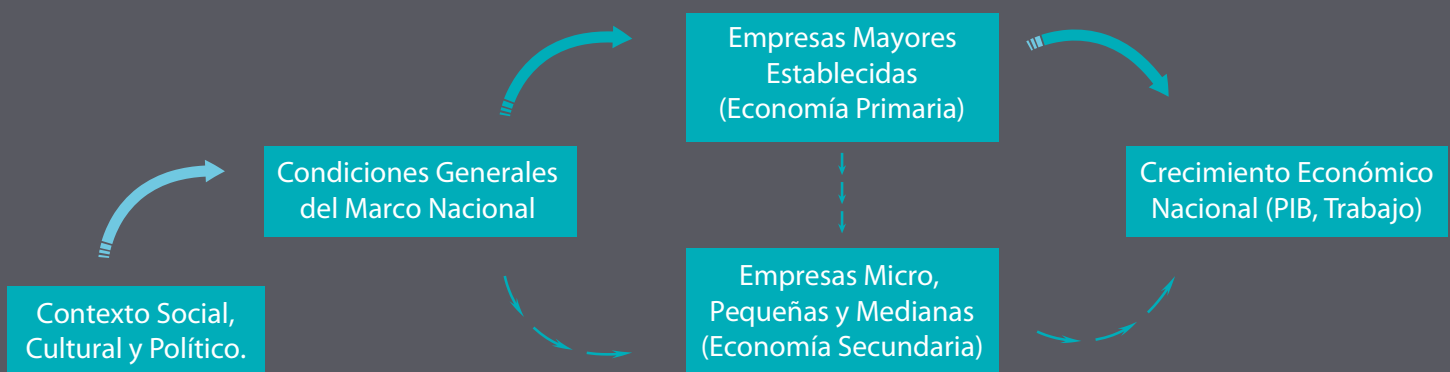 Contexto Social,
Cultural y Político.
Condiciones Generales
del Marco Nacional
Empresas Mayores
Establecidas
(Economía Primaria)
Empresas Micro,
Pequeñas y Medianas
(Economía Secundaria)
Crecimiento Económico
Nacional (PIB, Trabajo)